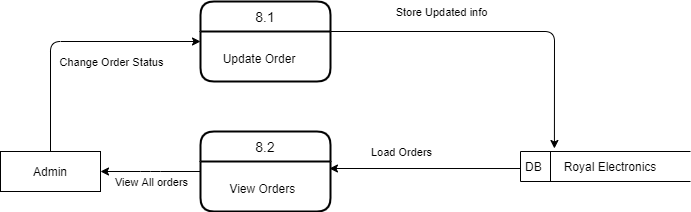 8.1
Store Updated info
Update Order
Change Order Status
8.2
Load Orders
DB
Royal Electronics
Admin
View All orders
View Orders